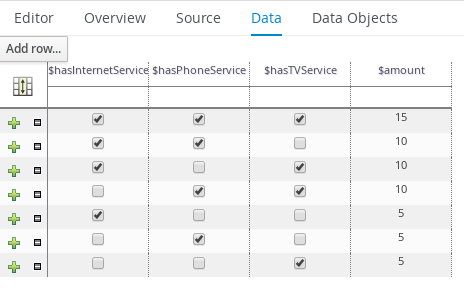 Editor Overview Source Data Data Objects
Add row...
$hasInternetService $hasPhoneService $hasTVService $amount
15
10
10
10
5
5
5